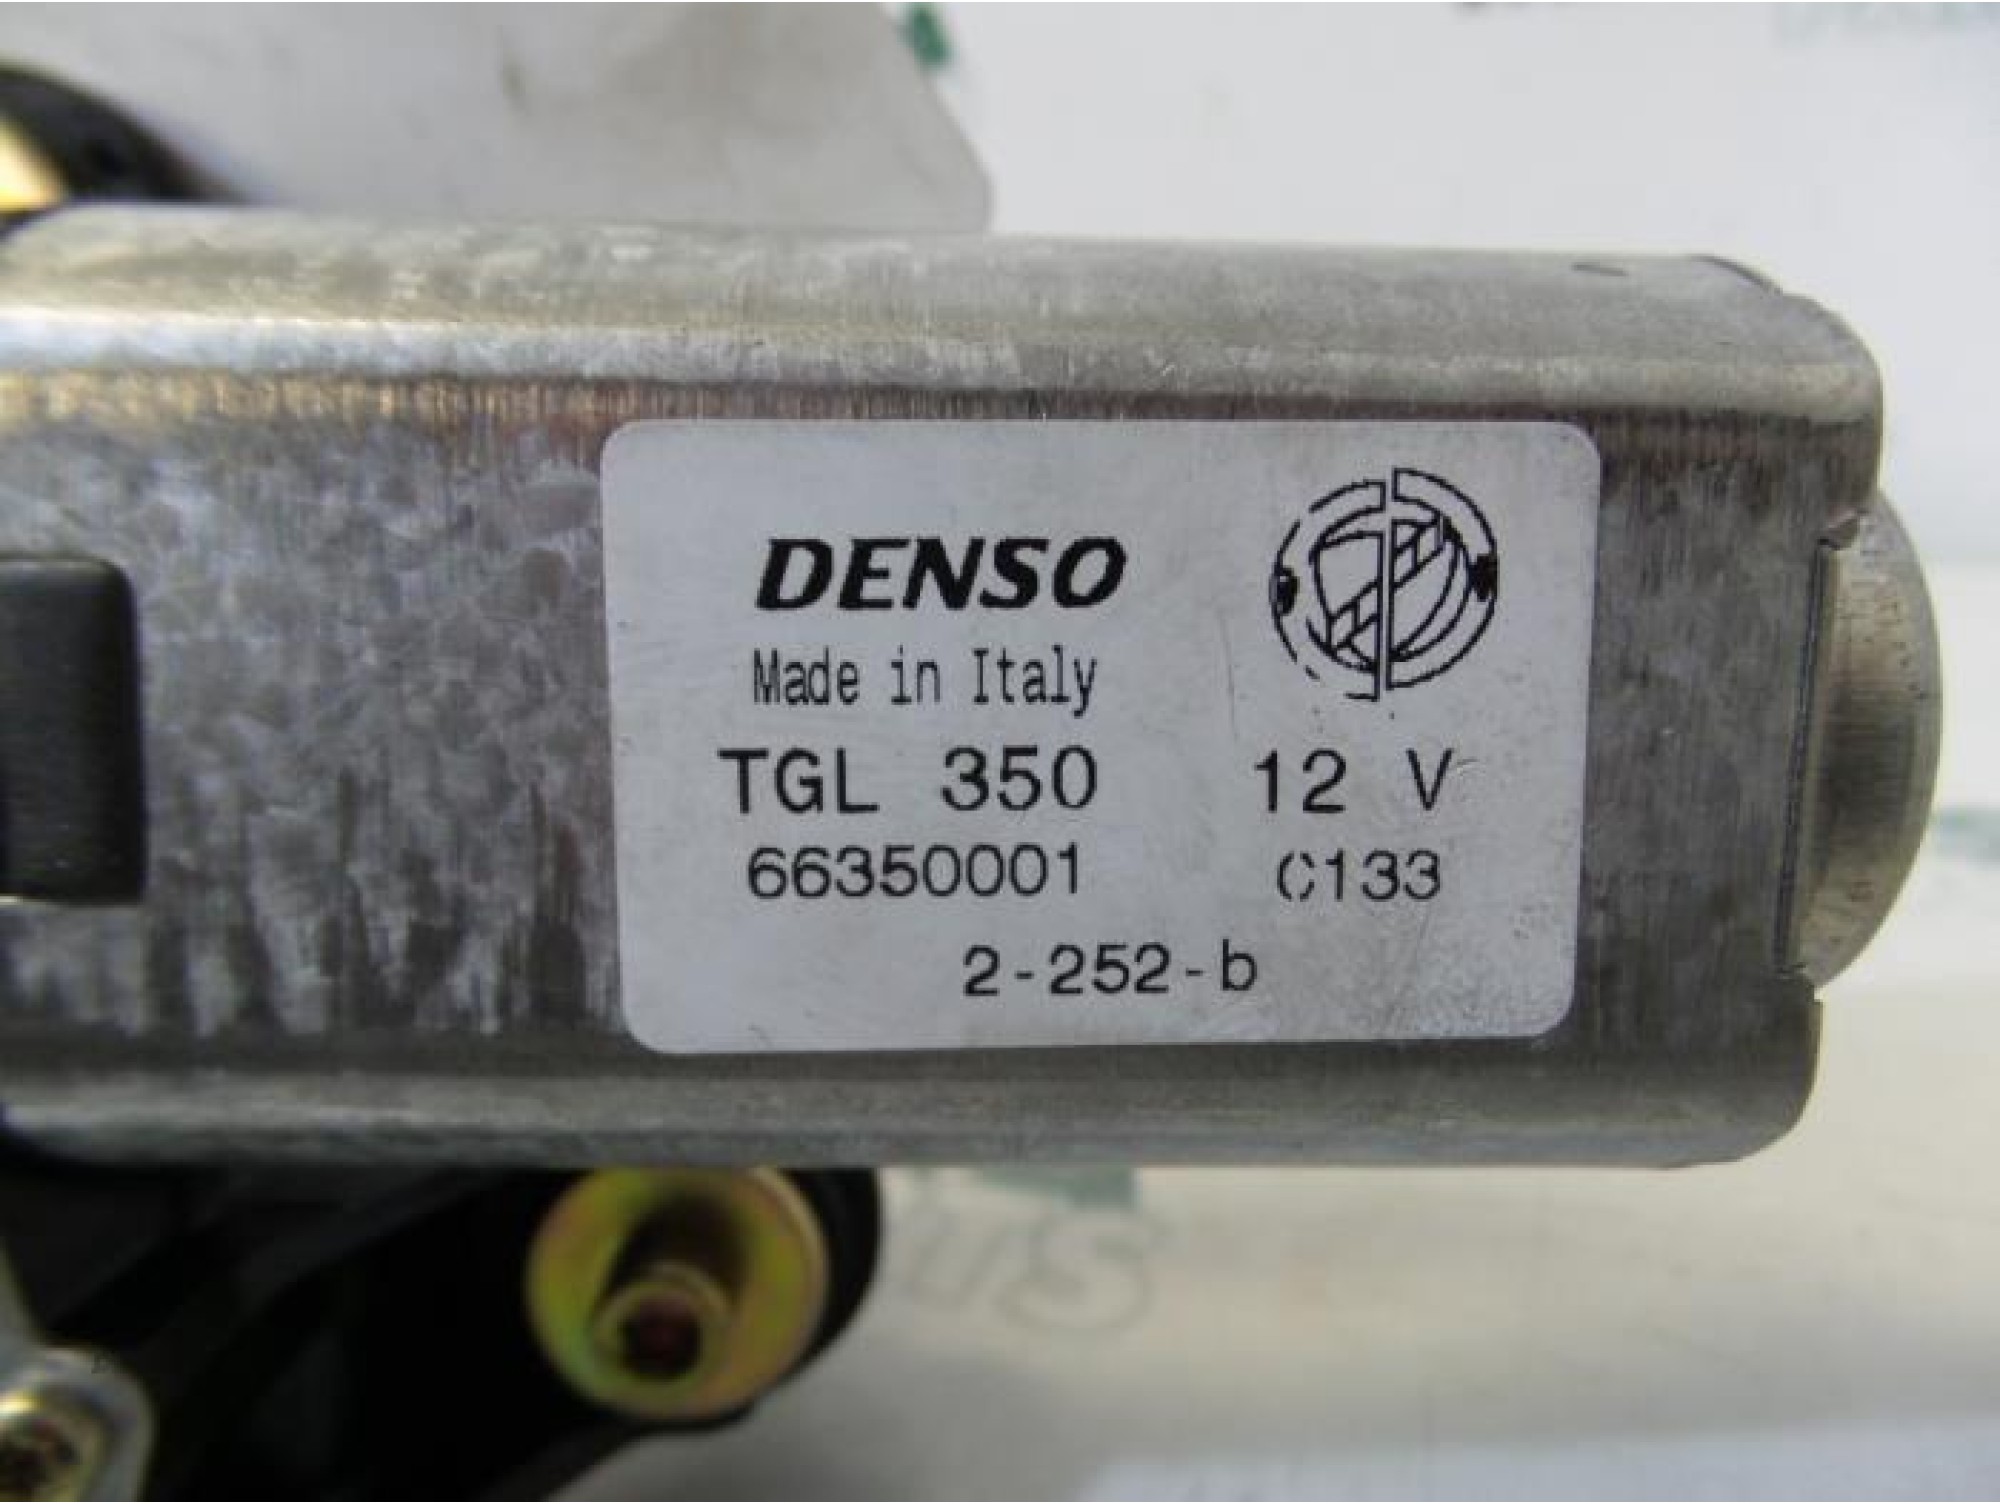 DENSO
Made in Italy
TGL 350 12 V
66350001 C133
2-252-b